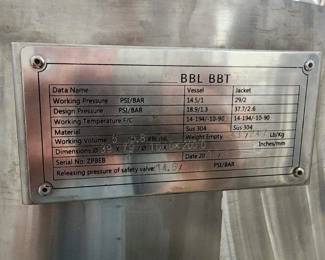 BBL BBT
Data Name Vessel Jacket
Working Pressure PSI/BAR 14.5/1 29/2
Design Pressure PSI/BAR 18.9/1.3 37.7/2.6
Working Temperature F/C 14-194/-10-90 14-194/-10-90
Material Sus 304 Sus 304
Working Volume Weight Empty Lb/Kg
Dimensions Inches/mm
Serial No: ZPBEB Date 20
Releasing pressure of safety valve: 14.5/ PSI/BAR